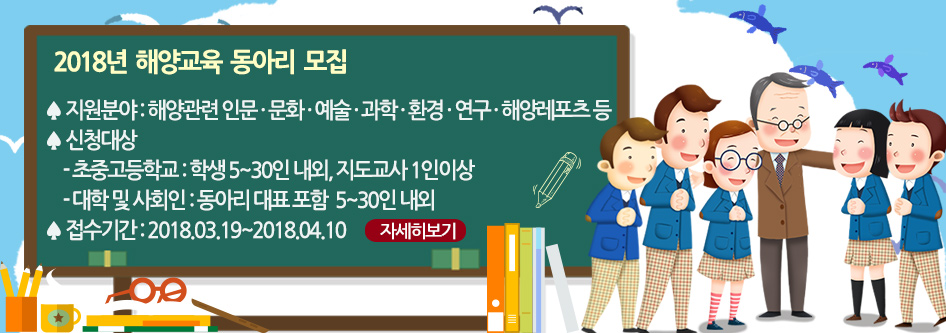 2018년 해양교육 동아리 모집
♠ 지원분야 : 해양관련 인문 · 문화 · 예술 · 과학 · 환경 · 연구 · 해양레포츠 등
♠ 신청대상
- 초중고등학교 : 학생 5~30인 내외, 지도교사 1인이상
- 대학 및 사회인 : 동아리 대표 포함 5~30인 내외
♠ 접수기간 : 2018.03.19~2018.04.10 자세히보기